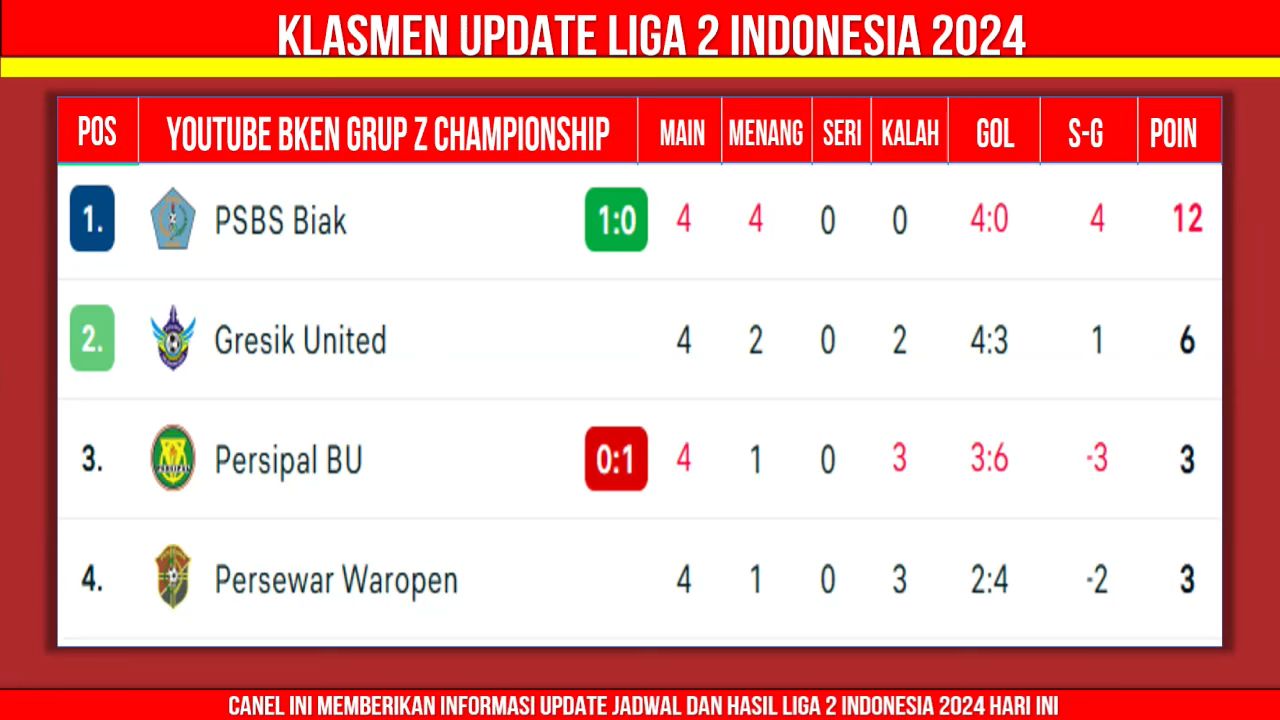 KLASMEN UPDATE LIGA 2 INDONESIA 2024
POS YOUTUBE BKEN GRUP Z CHAMPIONSHIP MAIN MENANG SERI KALAH GOL S-G POIN
1. PSBS Biak 1:0 4 4 0 0 4:0 4 12
2. Gresik United 4 2 0 2 4:3 1 6
3. Persipal BU 0:1 4 1 0 3 3:6 -3 3
4. Persewar Waropen 4 1 0 3 2:4 -2 3
CANEL INI MEMBERIKAN INFORMASI UPDATE JADWAL DAN HASIL LIGA 2 INDONESIA 2024 HARI INI